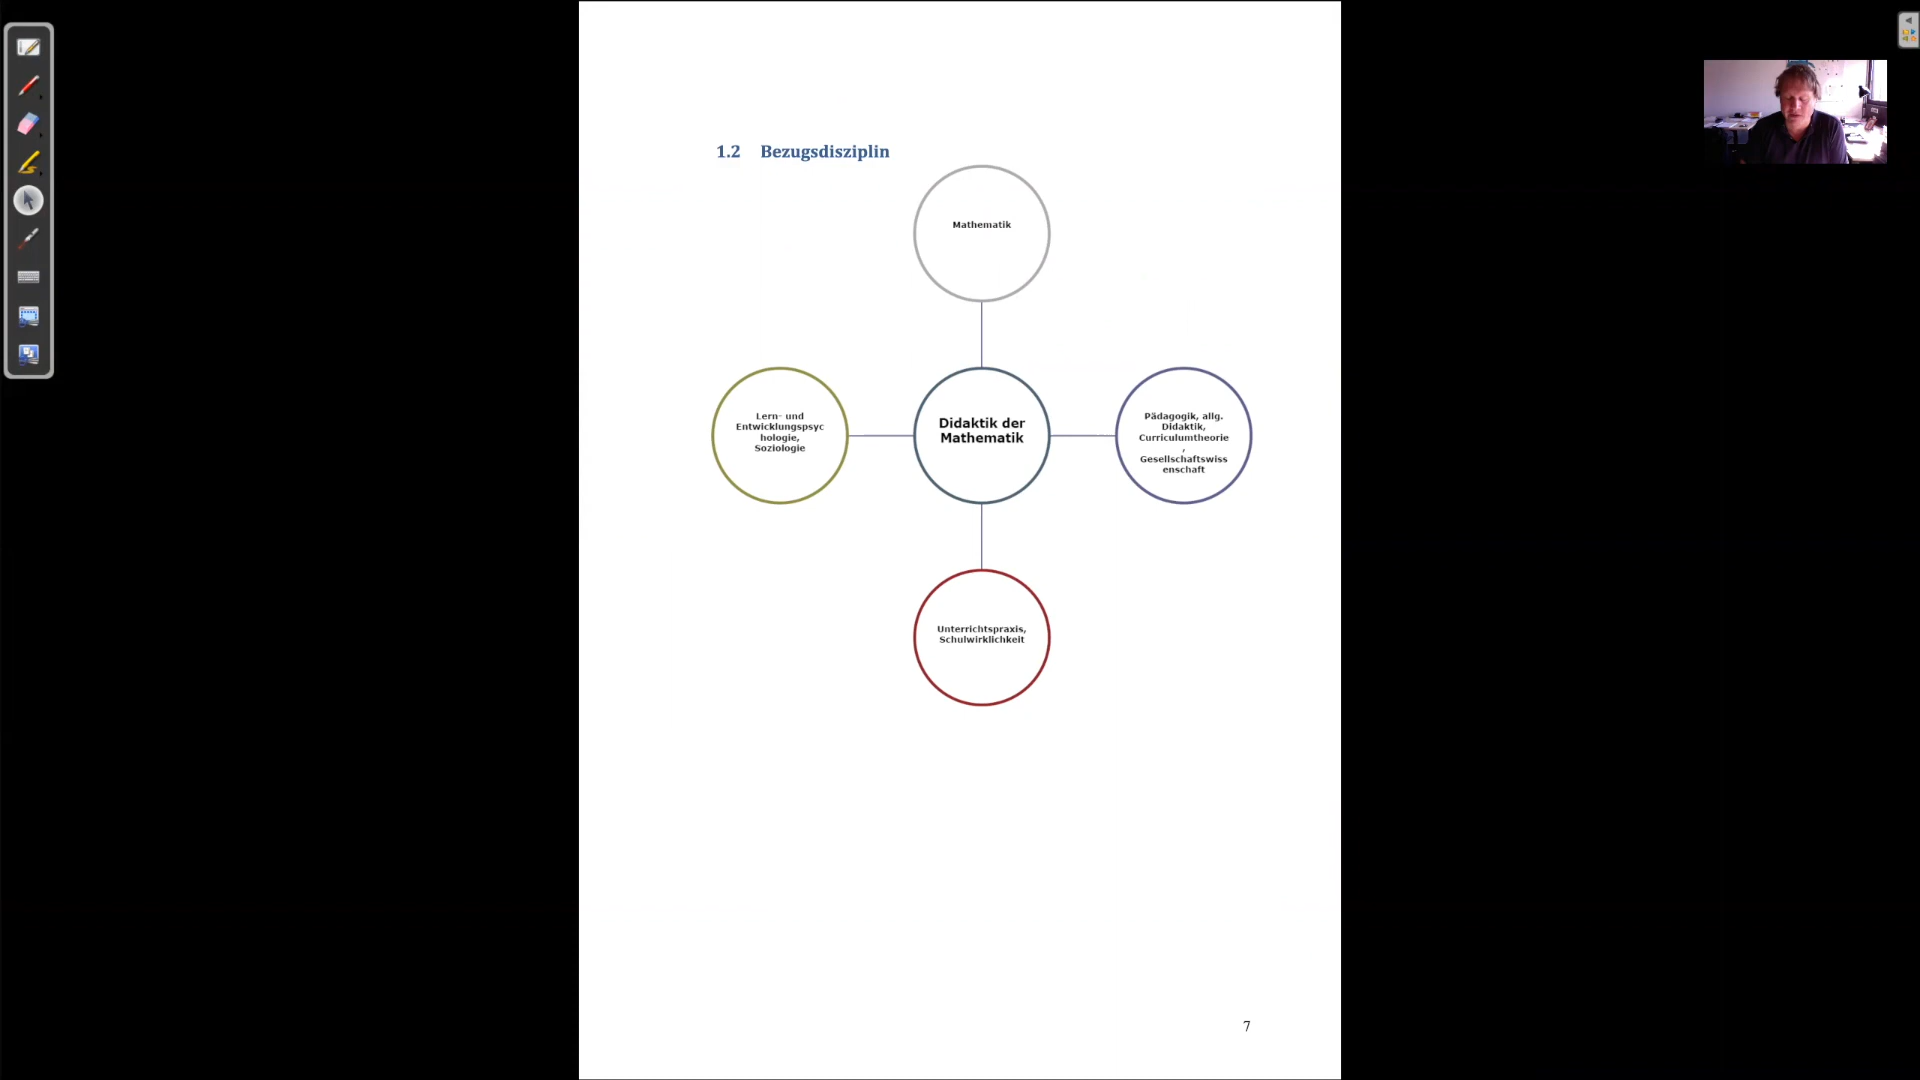 1.2 Bezugsdisziplin
Mathematik
Lern- und
Entwicklungspsyc
hologie,
Soziologie
Didaktik der
Mathematik
Pädagogik, allg.
Didaktik,
Curriculumtheorie
,
Gesellschaftswiss
enschaft
Unterrichtspraxis,
Schulwirklichkeit
7